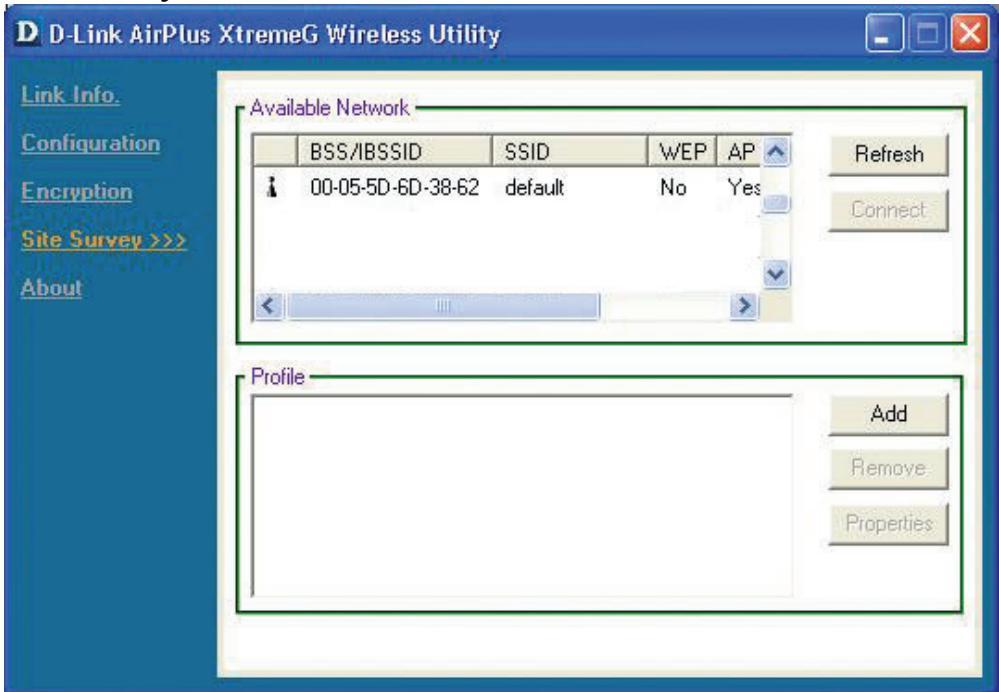 D D-Link AirPlus XtremeG Wireless Utility
Link Info.
Configuration
Encryption
Site Survey >>>
About
Available Network
BSS/IBSSID SSID WEP AP
00-05-5D-6D-38-62 default No Yes
Refresh
Connect
Profile
Add
Remove
Properties